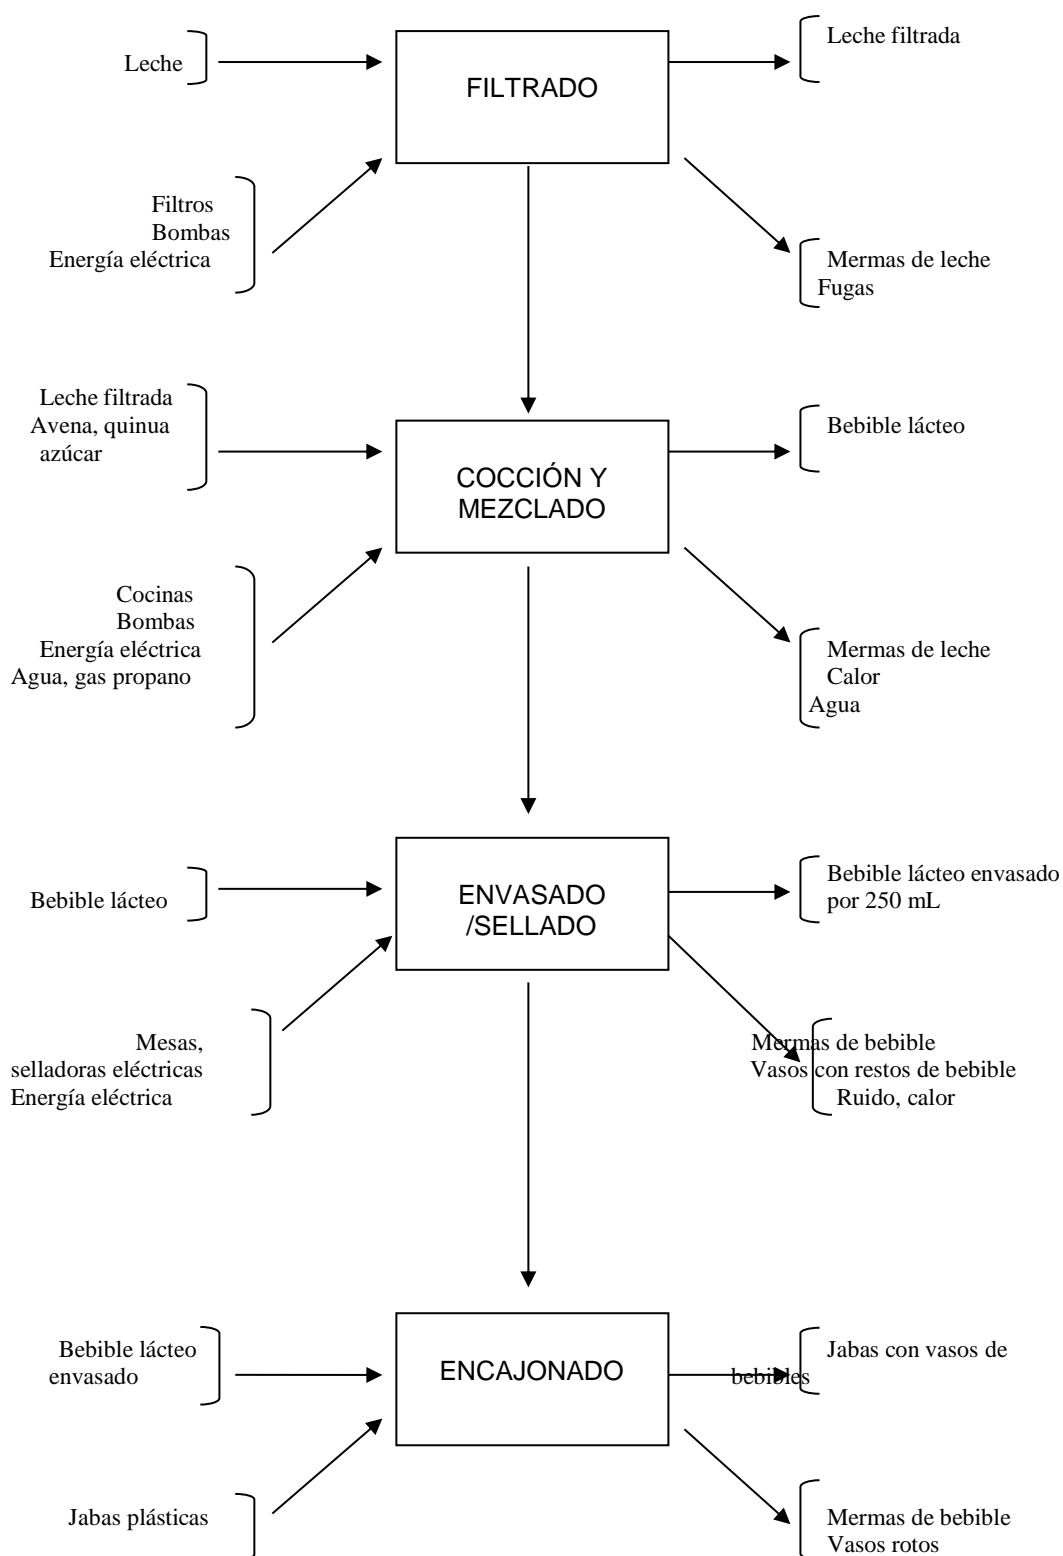 Leche
FILTRADO
Leche filtrada
Filtros
Bombas
Energía eléctrica
Mermas de leche
Fugas
Leche filtrada
Avena, quinua
azúcar
COCCIÓN Y
MEZCLADO
Bebible lácteo
Cocinas
Bombas
Energía eléctrica
Agua, gas propano
Mermas de leche
Calor
Agua
Bebible lácteo
ENVASADO
/SELLADO
Bebible lácteo envasado
por 250 mL
Mesas,
selladoras eléctricas
Energía eléctrica
Mermas de bebible
Vasos con restos de bebible
Ruido, calor
Bebible lácteo
envasado
ENCAJONADO
Jabas con vasos de
bebibles
Jabas plásticas
Mermas de bebible
Vasos rotos